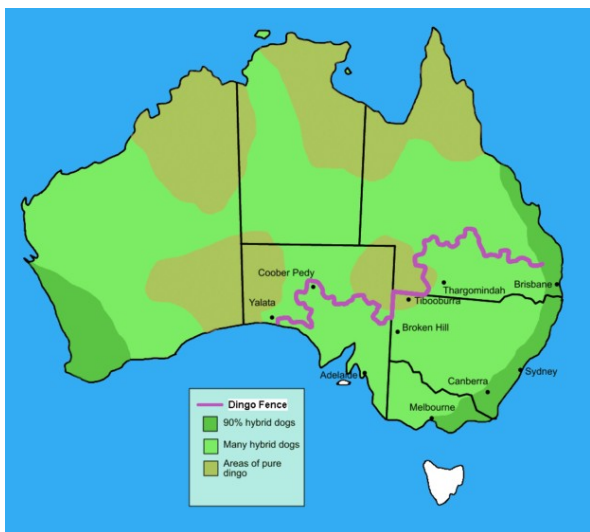 Coober Pedy
Yalata
Thargomindah
Brisbane
Tibooburra
Broken Hill
Adelaide
Canberra
Sydney
Melbourne
Dingo Fence
90% hybrid dogs
Many hybrid dogs
Areas of pure
dingo